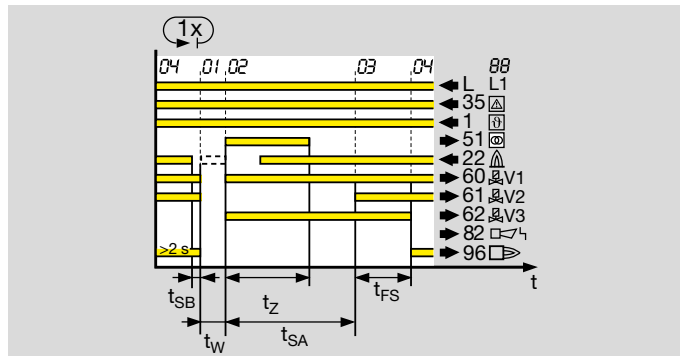 1x
04 01 02 03 04 88
L L1
35
1 ϑ
51
22
60 V1
61 V2
62 V3
82
>2 s 96
t
tSB tZ tFS
tW tSA